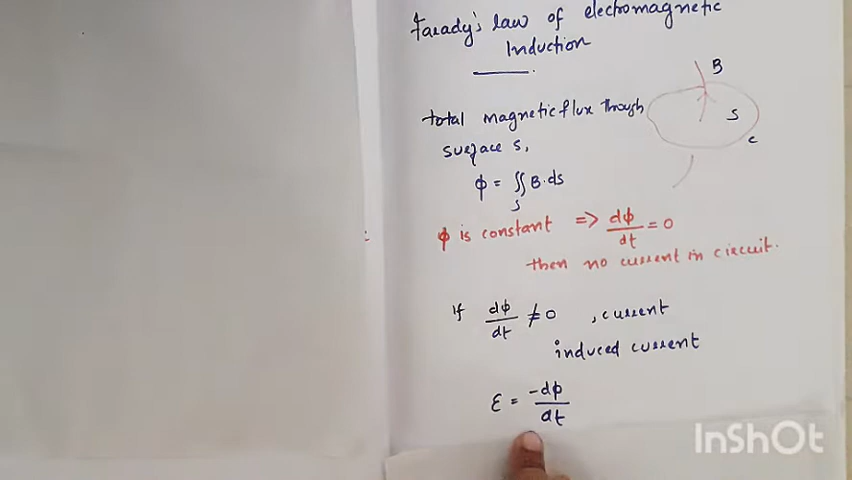 Farady's law of electromagnetic
Induction
B
total magnetic flux through
S
surface S,
c
ϕ = ∬ B·ds
S
ϕ is constant => dϕ/dt = 0
then no current in circuit.
If dϕ/dt ≠ 0 , current
induced current
ε = -dϕ/dt
InShOt